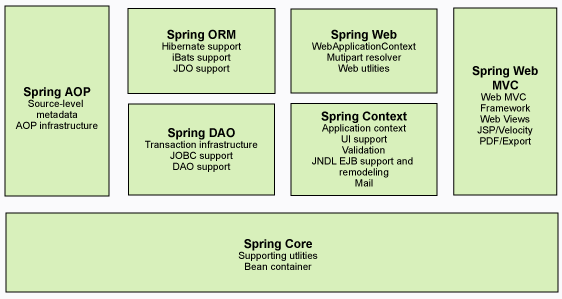 Spring AOP
Source-level
metadata
AOP infrastructure
Spring ORM
Hibernate support
iBats support
JDO support
Spring DAO
Transaction infrastructure
JOBC support
DAO support
Spring Web
WebApplicationContext
Mutipart resolver
Web utlities
Spring Context
Application context
UI support
Validation
JNDL EJB support and
remodeling
Mail
Spring Web
MVC
Web MVC
Framework
Web Views
JSP/Velocity
PDF/Export
Spring Core
Supporting utlities
Bean container